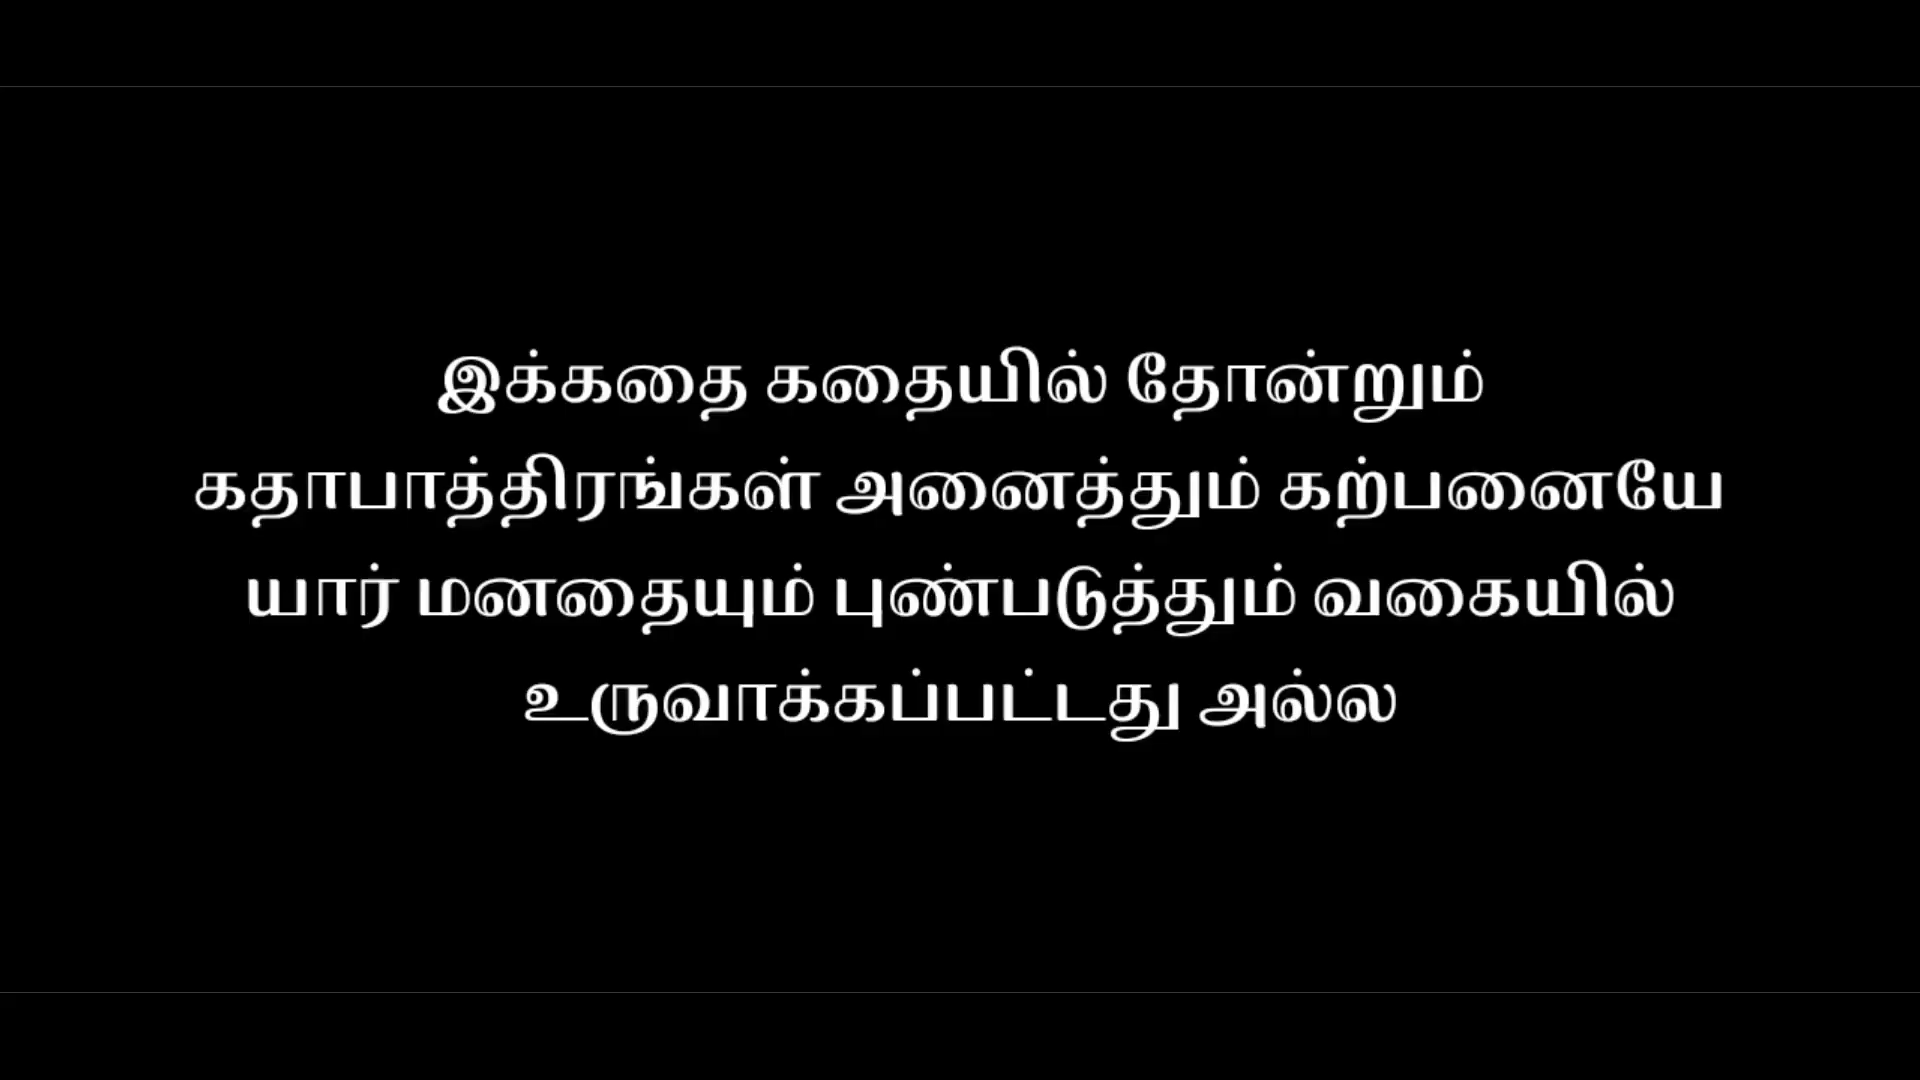 இக்கதை கதையில் தோன்றும்
கதாபாத்திரங்கள் அனைத்தும் கற்பனையே
யார் மனதையும் புண்படுத்தும் வகையில்
உருவாக்கப்பட்டது அல்ல